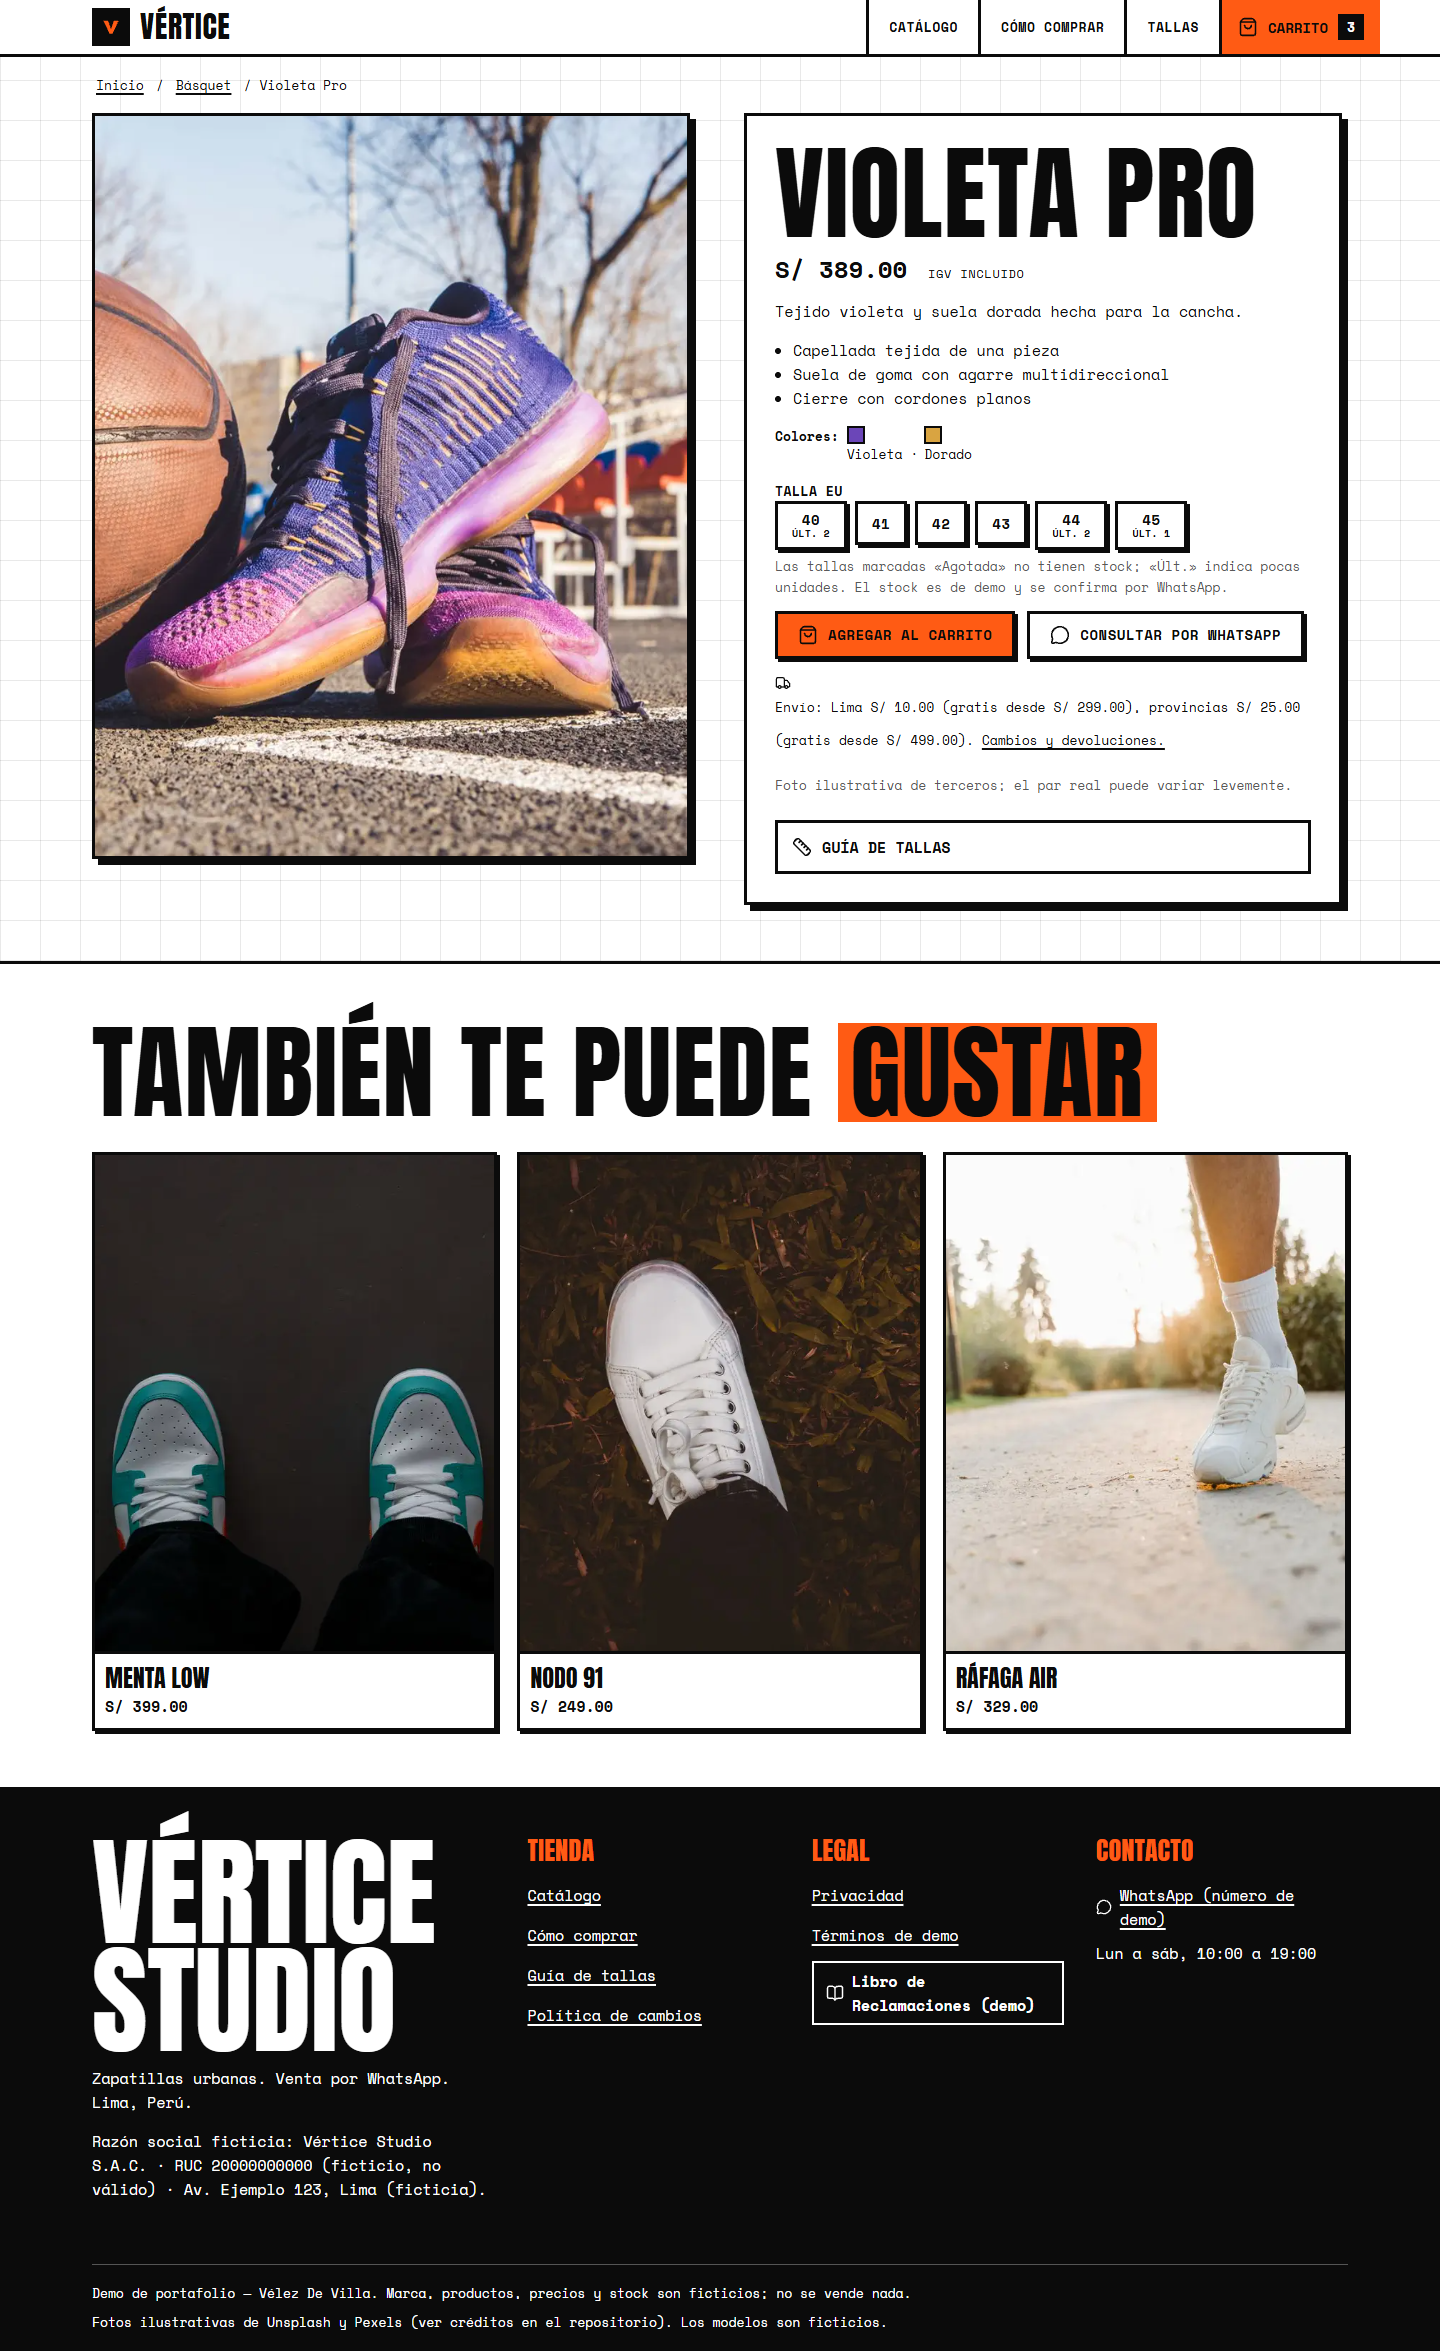 V VÉRTICE
CATÁLOGO
CÓMO COMPRAR
TALLAS
CARRITO 3
Inicio / Básquet / Violeta Pro
VIOLETA PRO
S/ 389.00 IGV INCLUIDO
Tejido violeta y suela dorada hecha para la cancha.
• Capellada tejida de una pieza
• Suela de goma con agarre multidireccional
• Cierre con cordones planos
Colores:
Violeta · Dorado
TALLA EU
40 41 42 43 44 45
ÚLT. 2 ÚLT. 2 ÚLT. 1
Las tallas marcadas «Agotada» no tienen stock; «Últ.» indica pocas
unidades. El stock es de demo y se confirma por WhatsApp.
AGREGAR AL CARRITO
CONSULTAR POR WHATSAPP
Envío: Lima S/ 10.00 (gratis desde S/ 299.00), provincias S/ 25.00
(gratis desde S/ 499.00). Cambios y devoluciones.
Foto ilustrativa de terceros; el par real puede variar levemente.
GUÍA DE TALLAS
TAMBIÉN TE PUEDE GUSTAR
MENTA LOW
S/ 399.00
NODO 91
S/ 249.00
RÁFAGA AIR
S/ 329.00
VÉRTICE
STUDIO
Zapatillas urbanas. Venta por WhatsApp.
Lima, Perú.
Razón social ficticia: Vértice Studio
S.A.C. · RUC 20000000000 (ficticio, no
válido) · Av. Ejemplo 123, Lima (ficticia).
TIENDA
Catálogo
Cómo comprar
Guía de tallas
Política de cambios
LEGAL
Privacidad
Términos de demo
Libro de
Reclamaciones (demo)
CONTACTO
WhatsApp (número de
demo)
Lun a sáb, 10:00 a 19:00
Demo de portafolio — Vélez De Villa. Marca, productos, precios y stock son ficticios; no se vende nada.
Fotos ilustrativas de Unsplash y Pexels (ver créditos en el repositorio). Los modelos son ficticios.